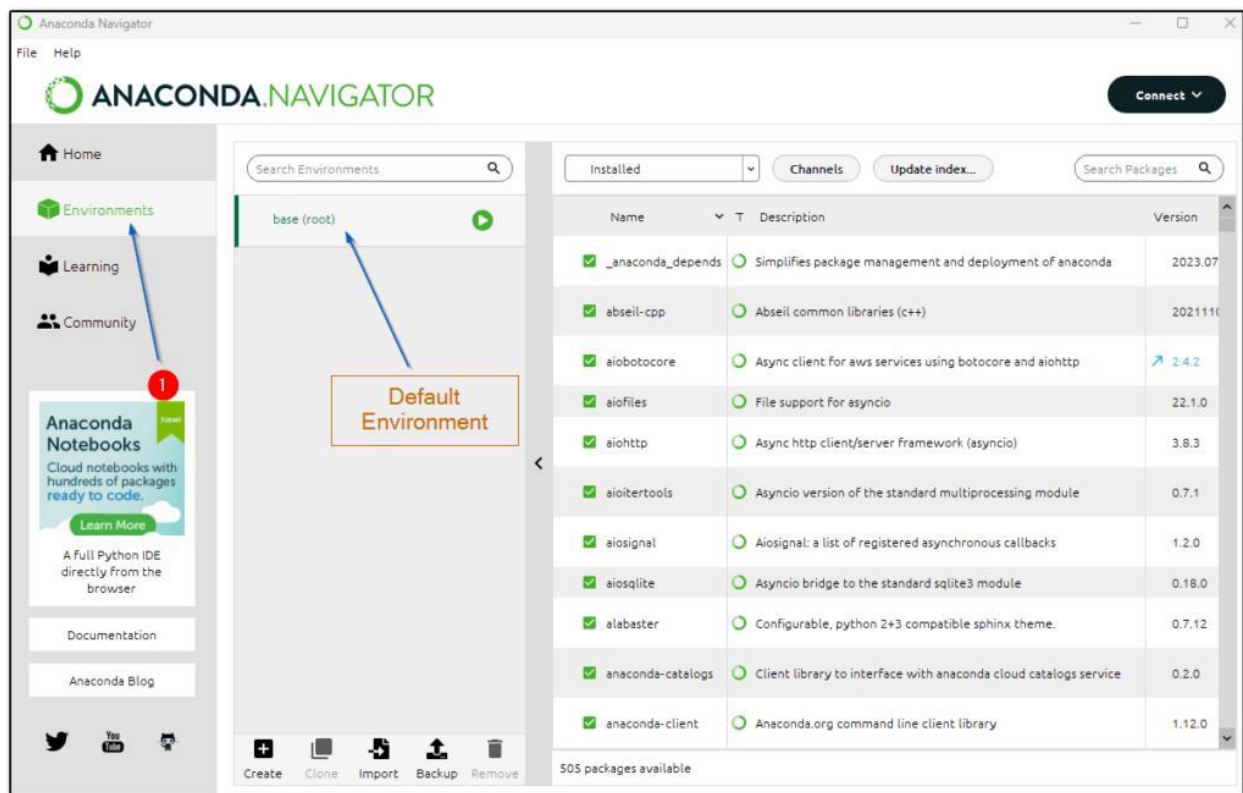 Anaconda Navigator
File Help
ANACONDA.NAVIGATOR
Connect
Home
Environments
Learning
Community
1
Anaconda
Notebooks
New!
Cloud notebooks with
hundreds of packages
ready to code.
Learn More
A full Python IDE
directly from the
browser
Documentation
Anaconda Blog
You
Tube
Search Environments
base (root)
Default
Environment
Create Clone Import Backup Remove
Installed Channels Update index... Search Packages
Name T Description Version
_anaconda_depends Simplifies package management and deployment of anaconda 2023.07
abseil-cpp Abseil common libraries (c++) 2021110
aiobotocore Async client for aws services using botocore and aiohttp 2.4.2
aiofiles File support for asyncio 22.1.0
aiohttp Async http client/server framework (asyncio) 3.8.3
aioitertools Asyncio version of the standard multiprocessing module 0.7.1
aiosignal Aiosignal: a list of registered asynchronous callbacks 1.2.0
aiosqlite Asyncio bridge to the standard sqlite3 module 0.18.0
alabaster Configurable, python 2+3 compatible sphinx theme. 0.7.12
anaconda-catalogs Client library to interface with anaconda cloud catalogs service 0.2.0
anaconda-client Anaconda.org command line client library 1.12.0
505 packages available